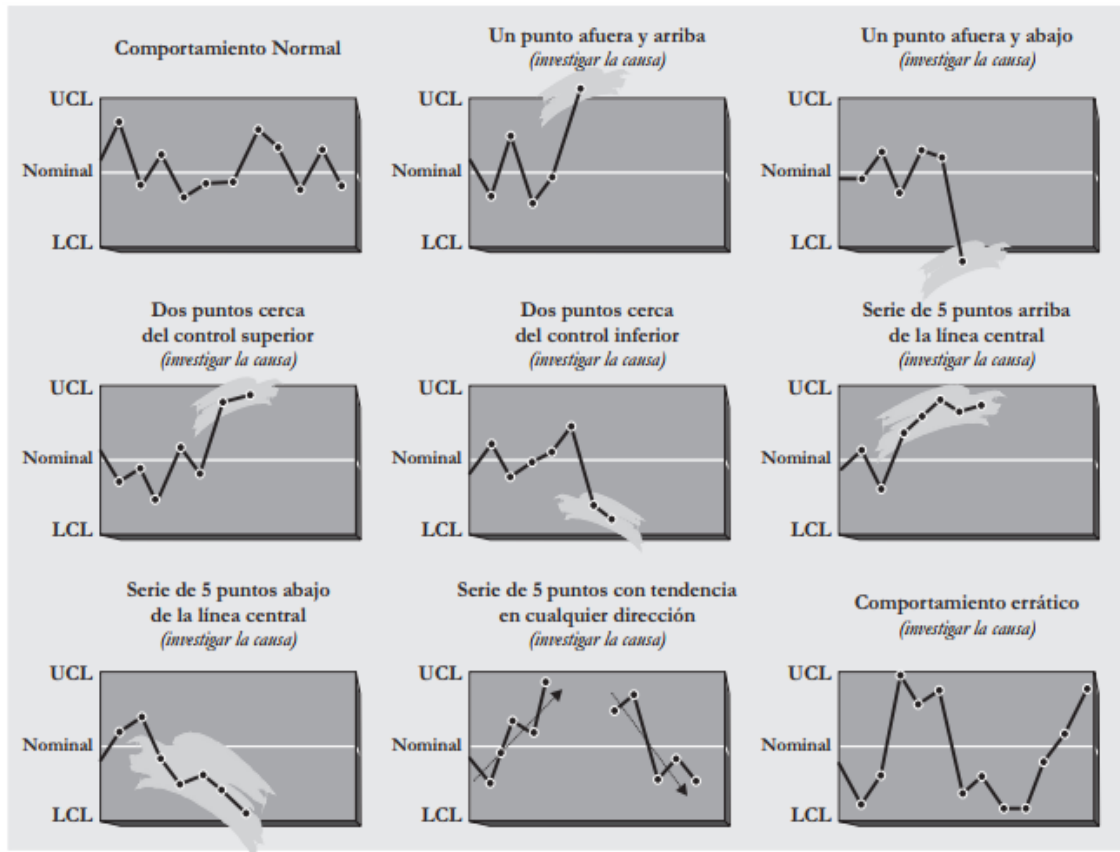 Comportamiento Normal
UCL
Nominal
LCL
Un punto afuera y arriba
(investigar la causa)
Un punto afuera y abajo
(investigar la causa)
UCL
Nominal
LCL
UCL
Nominal
LCL
Dos puntos cerca
del control superior
(investigar la causa)
UCL
Nominal
LCL
Dos puntos cerca
del control inferior
(investigar la causa)
UCL
Nominal
LCL
Serie de 5 puntos arriba
de la línea central
(investigar la causa)
UCL
Nominal
LCL
Serie de 5 puntos abajo
de la línea central
(investigar la causa)
UCL
Nominal
LCL
Serie de 5 puntos con tendencia
en cualquier dirección
(investigar la causa)
UCL
Nominal
LCL
Comportamiento errático
(investigar la causa)
UCL
Nominal
LCL